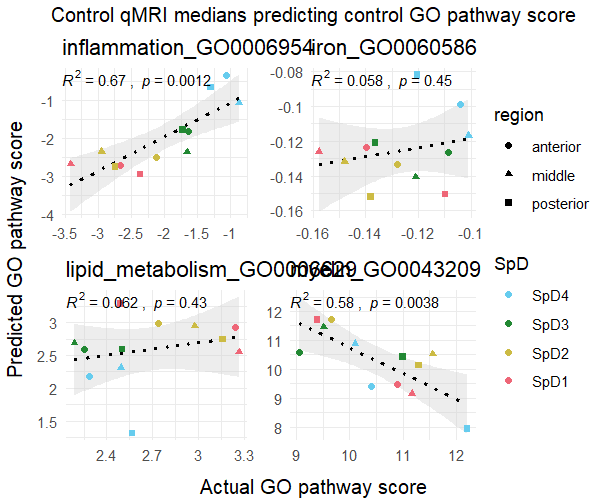 Control qMRI medians predicting control GO pathway score
inflammation_GO0006954
iron_GO0060586
R² = 0.67 , p = 0.0012
R² = 0.058 , p = 0.45
-1
-2
-3
-4
-0.08
-0.1
-0.12
-0.14
-0.16
-3.5 -3 -2.5 -2 -1.5 -1
-0.16 -0.14 -0.12 -0.1
lipid_metabolism_GO0006629
myelin_GO0043209
R² = 0.062 , p = 0.43
R² = 0.58 , p = 0.0038
3
2.5
2
1.5
12
11
10
9
8
2.4 2.7 3 3.3
9 10 11 12
Predicted GO pathway score
Actual GO pathway score
region
anterior
middle
posterior
SpD
SpD4
SpD3
SpD2
SpD1